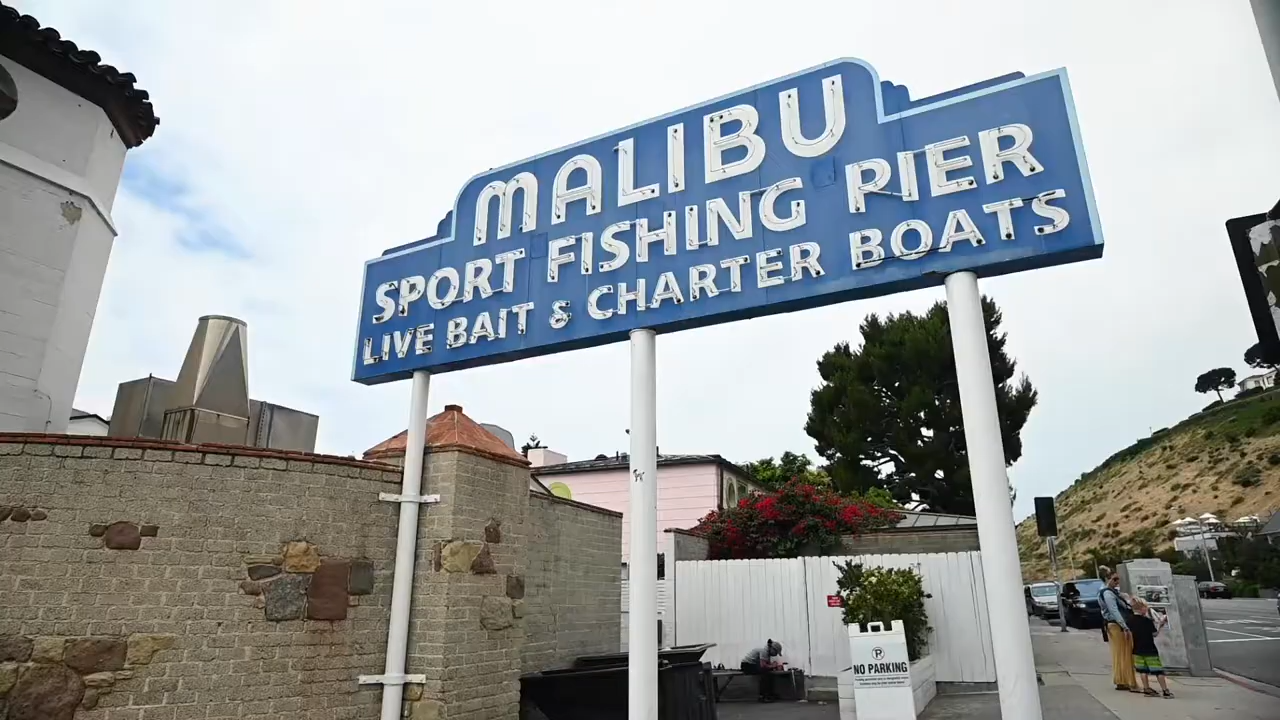 MALIBU
SPORT FISHING PIER
LIVE BAIT & CHARTER BOATS
P
NO PARKING